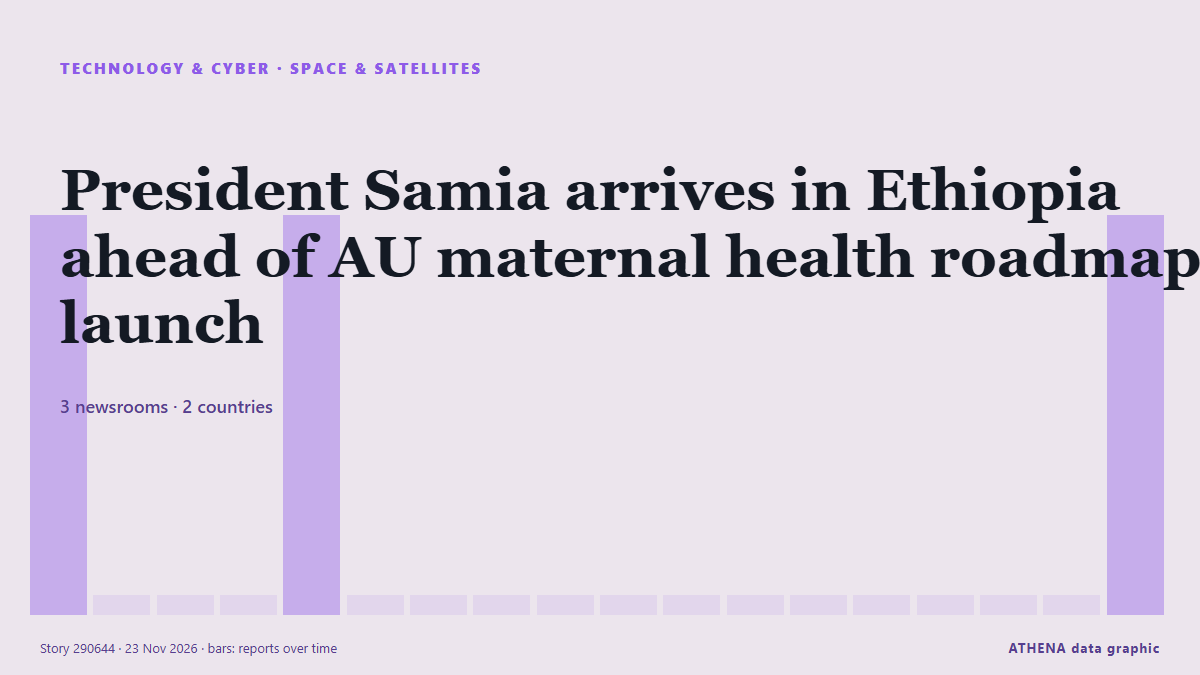 TECHNOLOGY & CYBER · SPACE & SATELLITES
President Samia arrives in Ethiopia
ahead of AU maternal health roadmap
launch
3 newsrooms · 2 countries
Story 290644 · 23 Nov 2026 · bars: reports over time
ATHENA data graphic